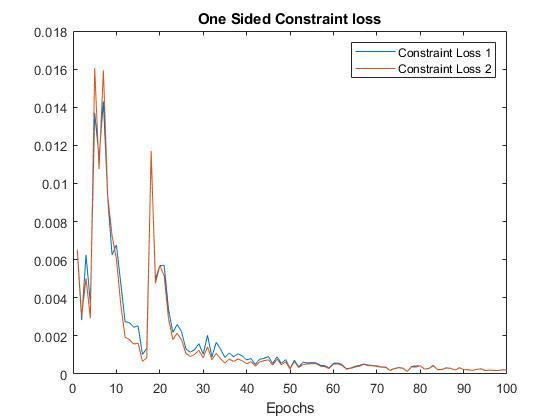 One Sided Constraint loss
0.018
0.016
0.014
0.012
0.01
0.008
0.006
0.004
0.002
0
Constraint Loss 1
Constraint Loss 2
0 10 20 30 40 50 60 70 80 90 100
Epochs